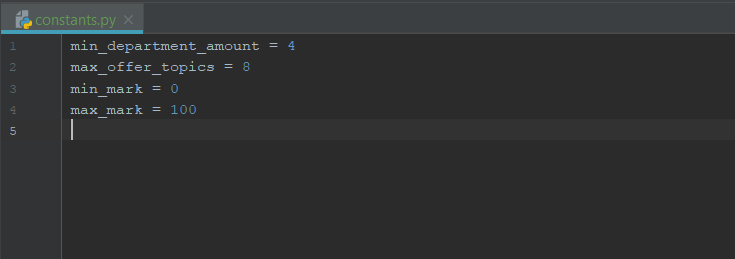 constants.py
1 min_department_amount = 4
2 max_offer_topics = 8
3 min_mark = 0
4 max_mark = 100
5